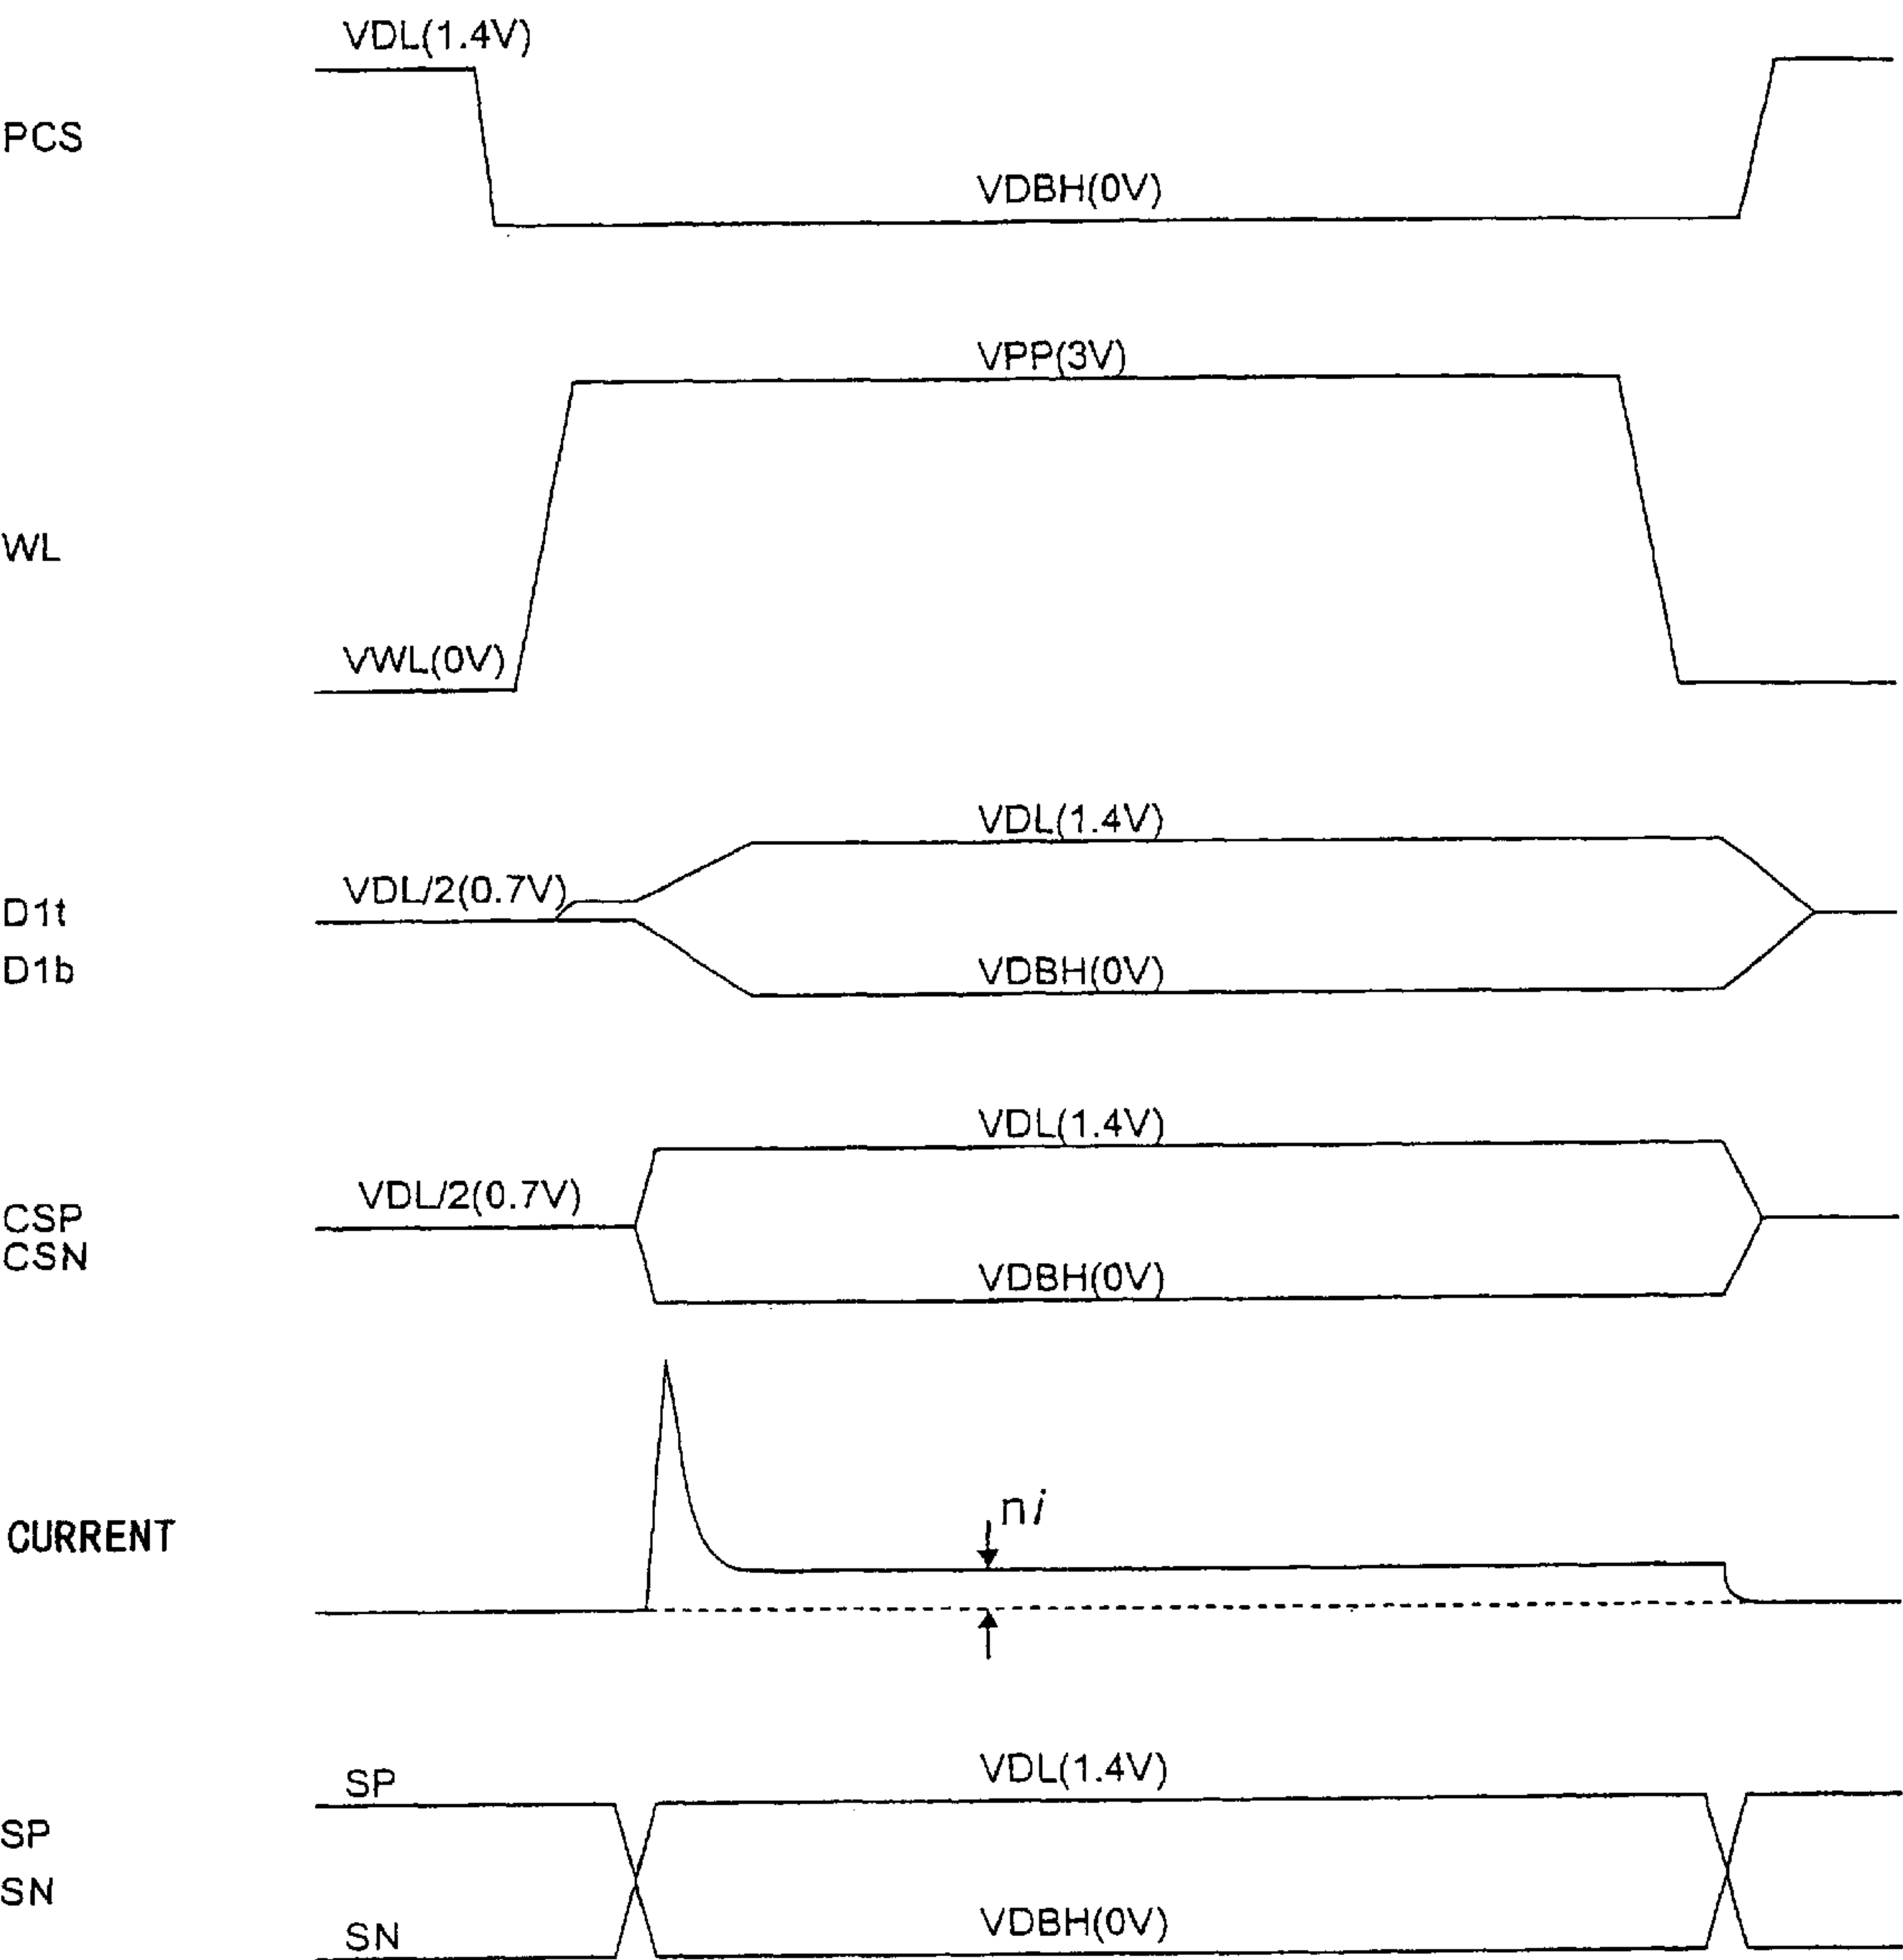 VDL(1.4V)
PCS
VDBH(0V)
VPP(3V)
WL
VWL(0V)
VDL(1.4V)
VDL/2(0.7V)
D1t
D1b
VDBH(0V)
VDL(1.4V)
VDL/2(0.7V)
CSP
CSN
VDBH(0V)
ni
CURRENT
VDL(1.4V)
SP
SP
SN
VDBH(0V)
SN